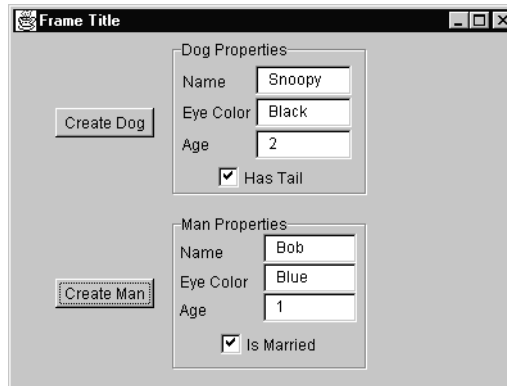 Frame Title
Dog Properties
Name Snoopy
Eye Color Black
Age 2
Has Tail
Create Dog
Man Properties
Name Bob
Eye Color Blue
Age 1
Is Married
Create Man